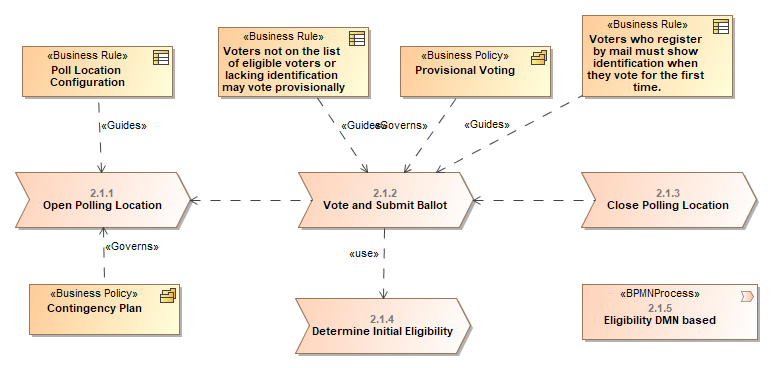 «Business Rule»
Poll Location
Configuration
«Business Rule»
Voters not on the list
of eligible voters or
lacking identification
may vote provisionally
«Business Policy»
Provisional Voting
«Business Rule»
Voters who register
by mail must show
identification when
they vote for the first
time.
«Guides»
«Guides»
«Governs»
«Guides»
2.1.1
Open Polling Location
2.1.2
Vote and Submit Ballot
2.1.3
Close Polling Location
«Governs»
«use»
«Business Policy»
Contingency Plan
2.1.4
Determine Initial Eligibility
«BPMNProcess»
2.1.5
Eligibility DMN based